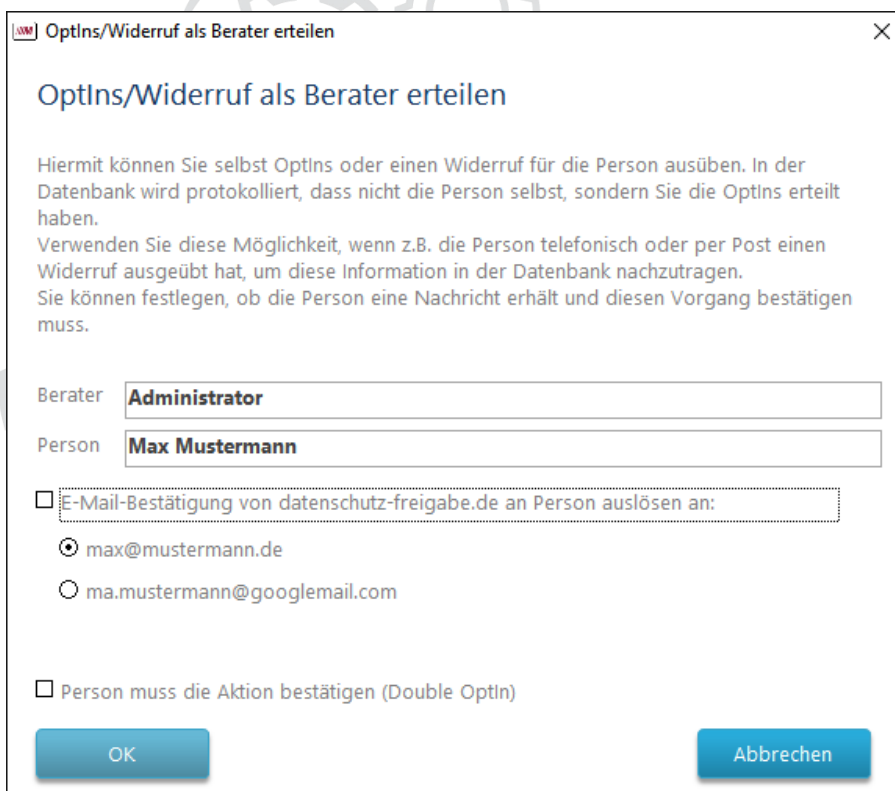 OptIns/Widerruf als Berater erteilen
OptIns/Widerruf als Berater erteilen
Hiermit können Sie selbst OptIns oder einen Widerruf für die Person ausüben. In der
Datenbank wird protokolliert, dass nicht die Person selbst, sondern Sie die OptIns erteilt
haben.
Verwenden Sie diese Möglichkeit, wenn z.B. die Person telefonisch oder per Post einen
Widerruf ausgeübt hat, um diese Information in der Datenbank nachzutragen.
Sie können festlegen, ob die Person eine Nachricht erhält und diesen Vorgang bestätigen
muss.
Berater Administrator
Person Max Mustermann
E-Mail-Bestätigung von datenschutz-freigabe.de an Person auslösen an:
max@mustermann.de
ma.mustermann@googlemail.com
Person muss die Aktion bestätigen (Double OptIn)
OK Abbrechen